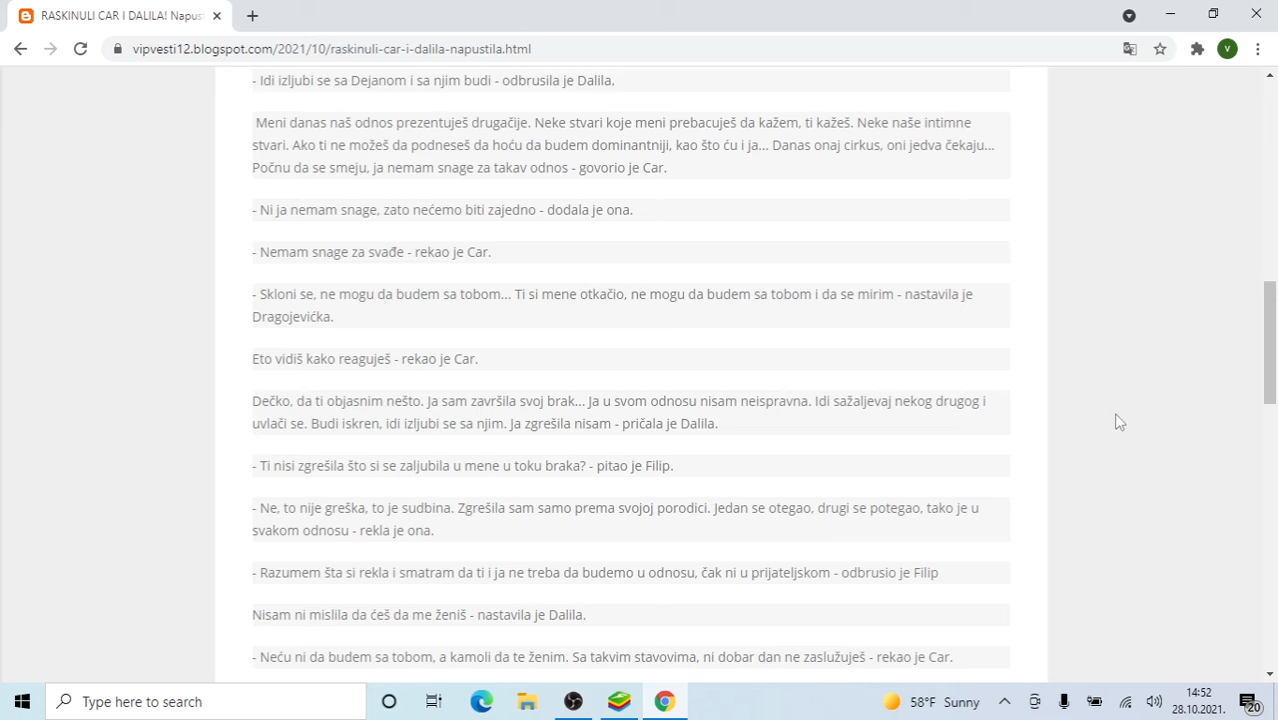 RASKINULI CAR I DALILA! Napust
vipvesti12.blogspot.com/2021/10/raskinuli-car-i-dalila-napustila.html
V
- Idi izljubi se sa Dejanom i sa njim budi - odbrusila je Dalila.
Meni danas naš odnos prezentuješ drugačije. Neke stvari koje meni prebacuješ da kažem, ti kažeš. Neke naše intimne
stvari. Ako ti ne možeš da podneseš da hoću da budem dominantniji, kao što ću i ja... Danas onaj cirkus, oni jedva čekaju...
Počnu da se smeju, ja nemam snage za takav odnos - govorio je Car.
- Ni ja nemam snage, zato nećemo biti zajedno - dodala je ona.
- Nemam snage za svađe - rekao je Car.
- Skloni se, ne mogu da budem sa tobom... Ti si mene otkačio, ne mogu da budem sa tobom i da se mirim - nastavila je
Dragojevićka.
Eto vidiš kako reaguješ - rekao je Car.
Dečko, da ti objasnim nešto. Ja sam završila svoj brak... Ja u svom odnosu nisam neispravna. Idi sažaljevaj nekog drugog i
uvlači se. Budi iskren, idi izljubi se sa njim. Ja zgrešila nisam - pričala je Dalila.
- Ti nisi zgrešila što si se zaljubila u mene u toku braka? - pitao je Filip.
- Ne, to nije greška, to je sudbina. Zgrešila sam samo prema svojoj porodici. Jedan se otegao, drugi se potegao, tako je u
svakom odnosu - rekla je ona.
- Razumem šta si rekla i smatram da ti i ja ne treba da budemo u odnosu, čak ni u prijateljskom - odbrusio je Filip
Nisam ni mislila da ćeš da me ženiš - nastavila je Dalila.
- Neću ni da budem sa tobom, a kamoli da te ženim. Sa takvim stavovima, ni dobar dan ne zaslužuješ - rekao je Car.
Type here to search
58°F Sunny
14:52
28.10.2021.
20